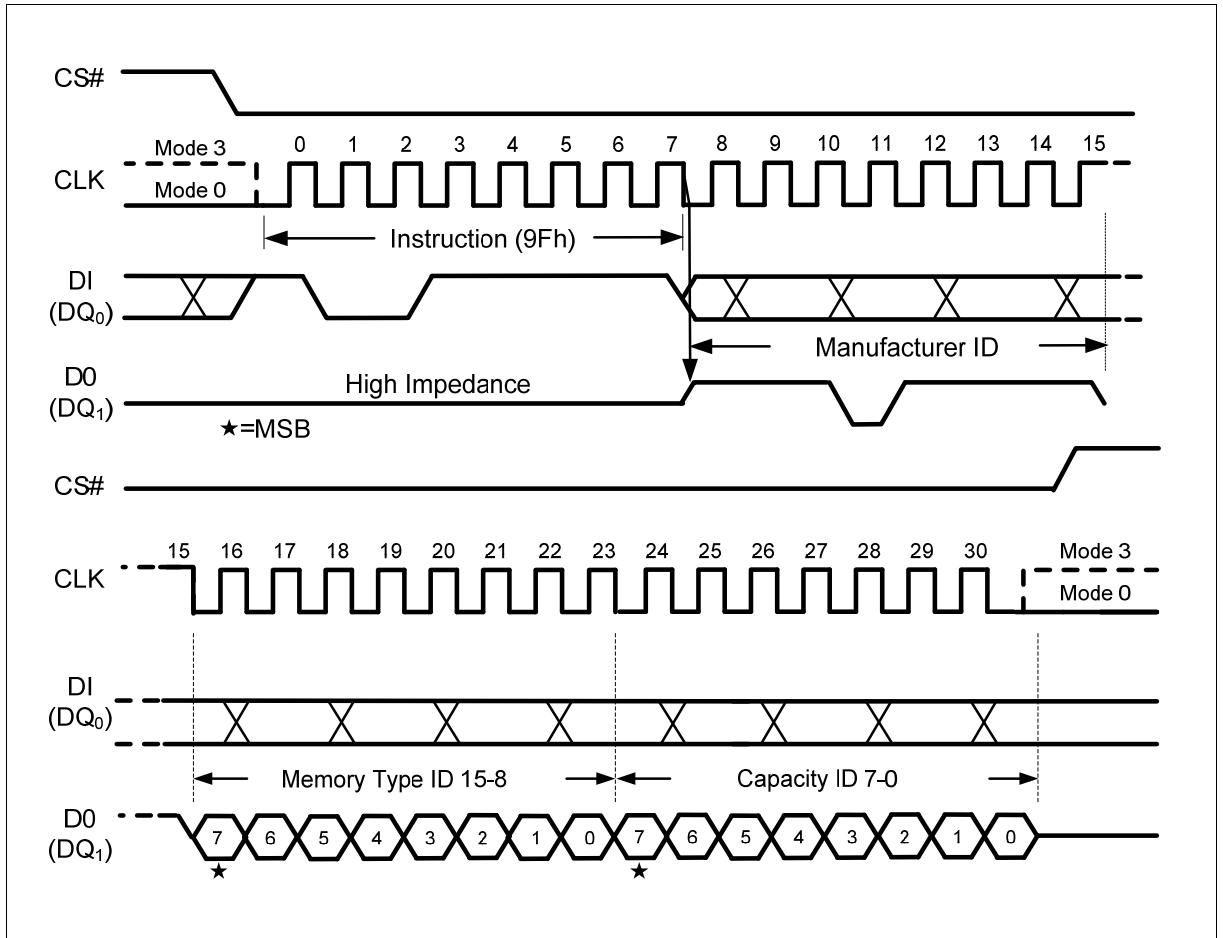 CS#
Mode 3
0 1 2 3 4 5 6 7 8 9 10 11 12 13 14 15
CLK
Mode 0
Instruction (9Fh)
DI
(DQ0)
Manufacturer ID
D0
(DQ1)
High Impedance
★=MSB
CS#
15 16 17 18 19 20 21 22 23 24 25 26 27 28 29 30
Mode 3
CLK
Mode 0
DI
(DQ0)
Memory Type ID 15-8
Capacity ID 7-0
D0
(DQ1)
7 6 5 4 3 2 1 0 7 6 5 4 3 2 1 0
★ ★